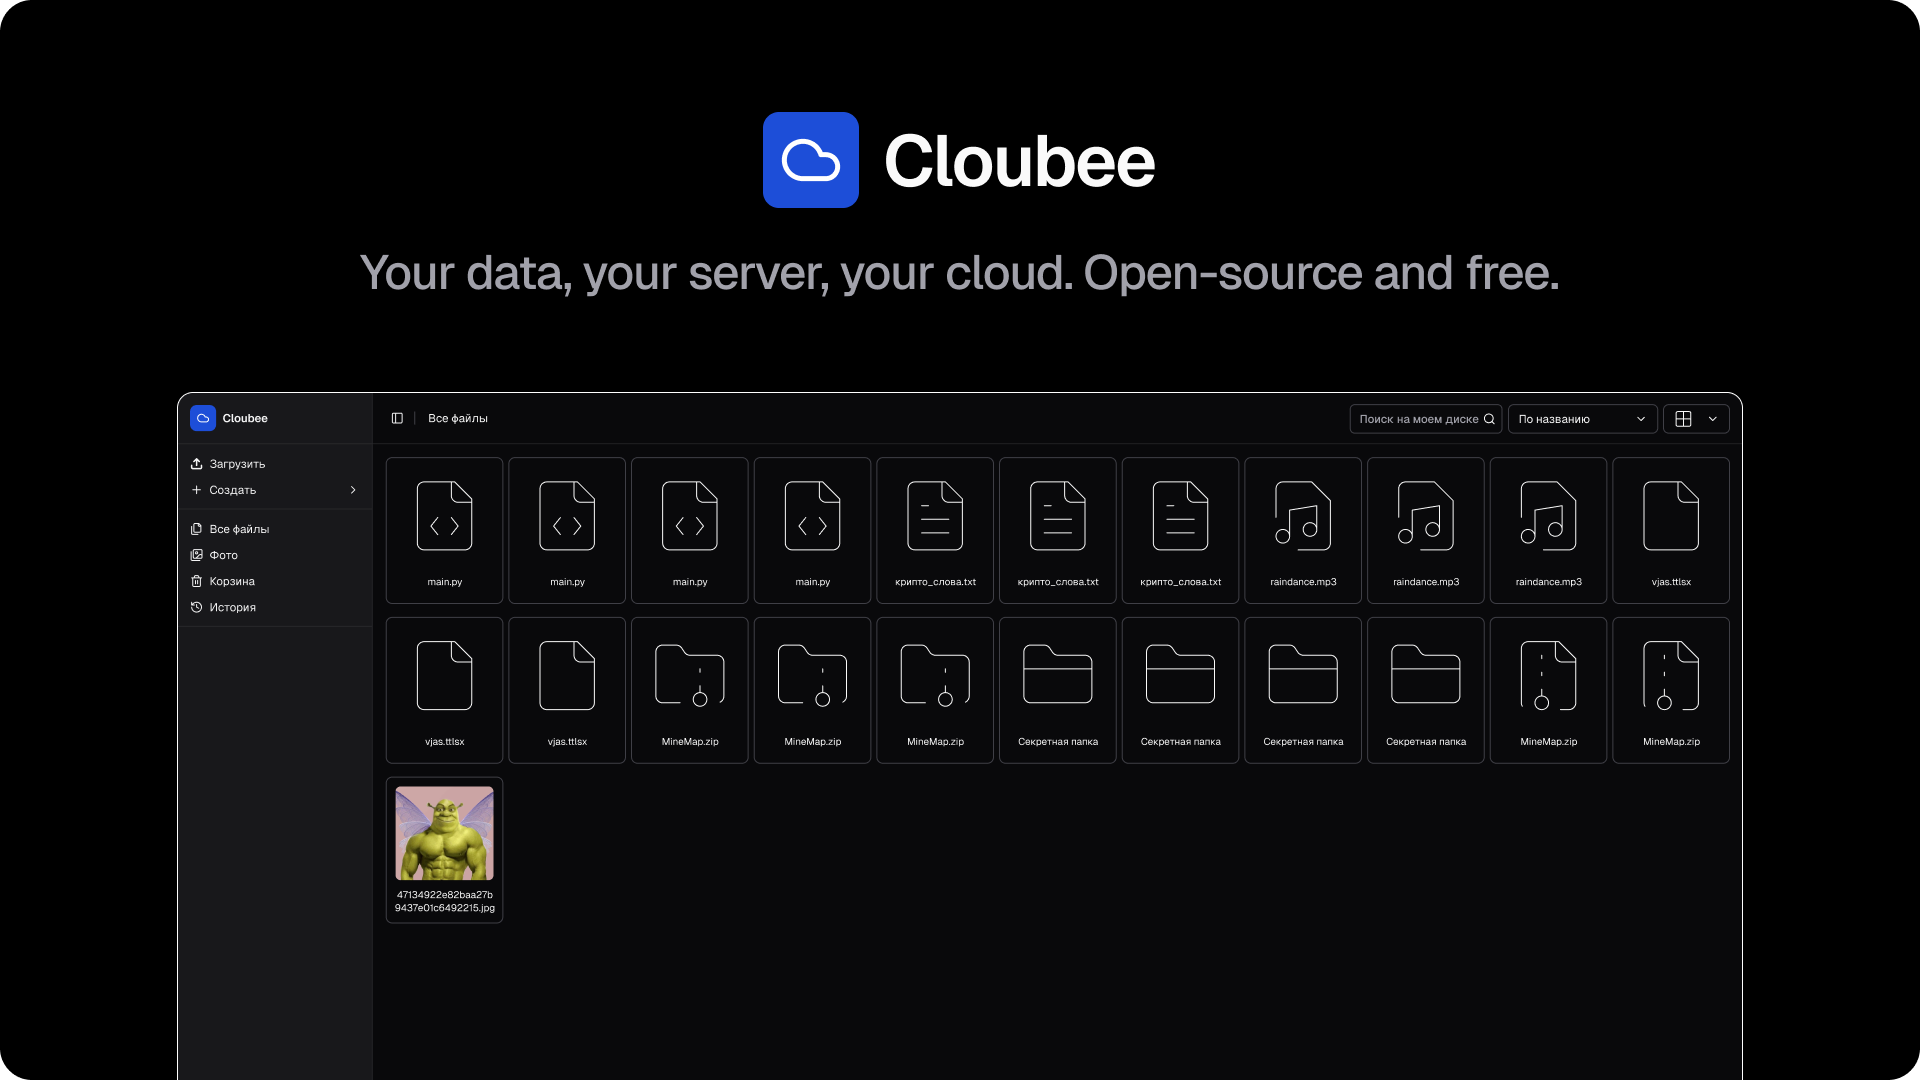 Cloubee
Your data, your server, your cloud. Open-source and free.
Cloubee
Все файлы
Поиск на моем диске
По названию
Загрузить
Создать
Все файлы
Фото
Корзина
История
main.py
main.py
main.py
main.py
крипто_слова.txt
крипто_слова.txt
крипто_слова.txt
raindance.mp3
raindance.mp3
raindance.mp3
vjas.ttlsx
vjas.ttlsx
vjas.ttlsx
MineMap.zip
MineMap.zip
MineMap.zip
Секретная папка
Секретная папка
Секретная папка
Секретная папка
MineMap.zip
MineMap.zip
47134922e82baa27b
9437e01c6492215.jpg